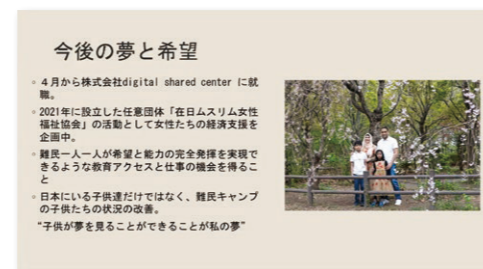 今後の夢と希望
◦ ４月から株式会社digital shared center に就
職。
◦ 2021年に設立した任意団体「在日ムスリム女性
福祉協会」の活動として女性たちの経済支援を
企画中。
◦ 難民一人一人が希望と能力の完全発揮を実現で
きるような教育アクセスと仕事の機会を得るこ
と
◦ 日本にいる子供達だけではなく、難民キャンプ
の子供たちの状況の改善。
“子供が夢を見ることができることが私の夢”